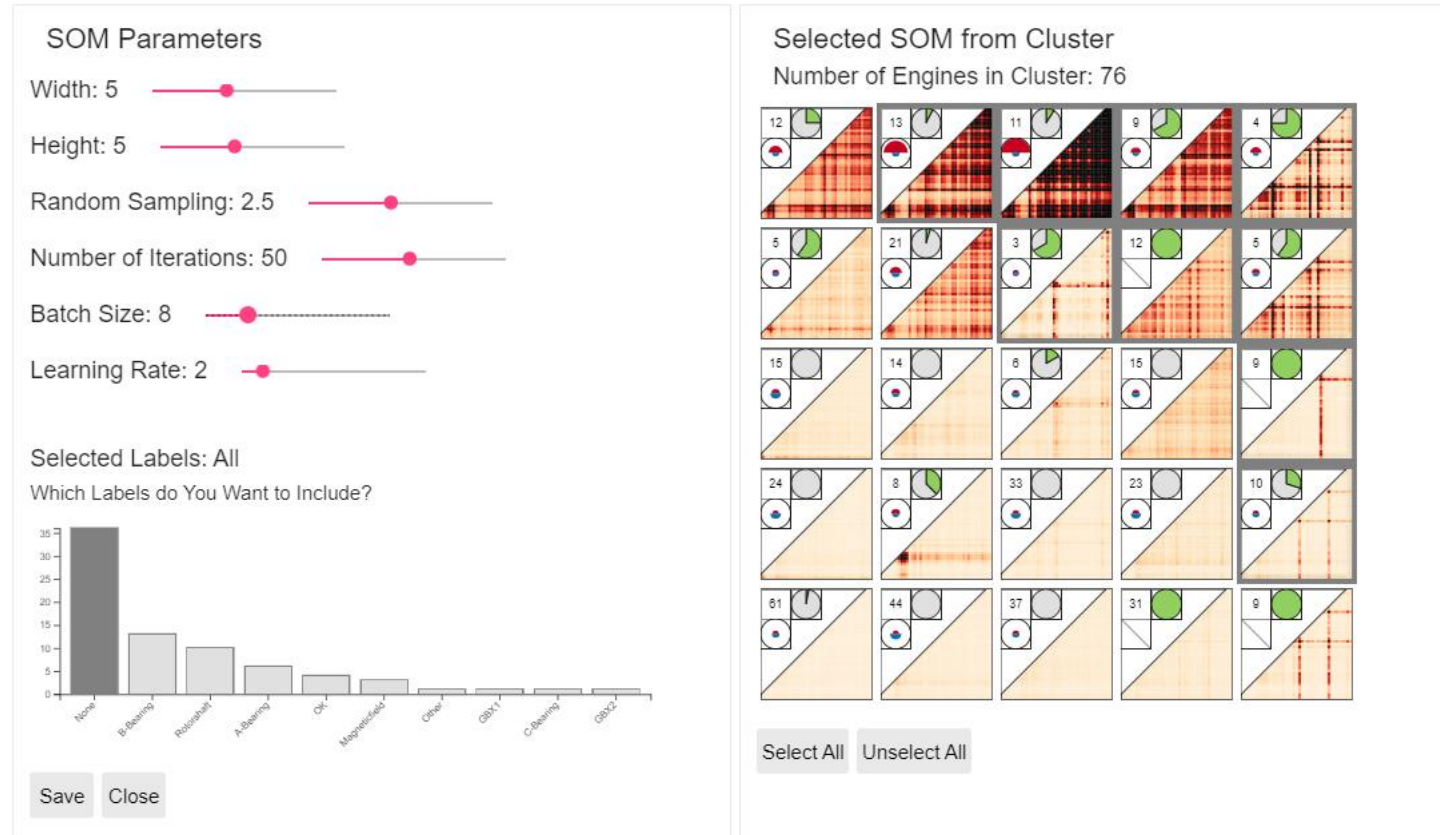 SOM Parameters
Width: 5
Height: 5
Random Sampling: 2.5
Number of Iterations: 50
Batch Size: 8
Learning Rate: 2
Selected Labels: All
Which Labels do You Want to Include?
35
30
25
20
15
10
5
0
None
B-Bearing
Rotorshaft
A-Bearing
OK
Magneticfield
Other
GBX1
C-Bearing
GBX2
Save Close
Selected SOM from Cluster
Number of Engines in Cluster: 76
12 13 11 9 4
5 21 3 12 5
15 14 6 15 9
24 8 33 23 10
61 44 37 31 9
Select All Unselect All